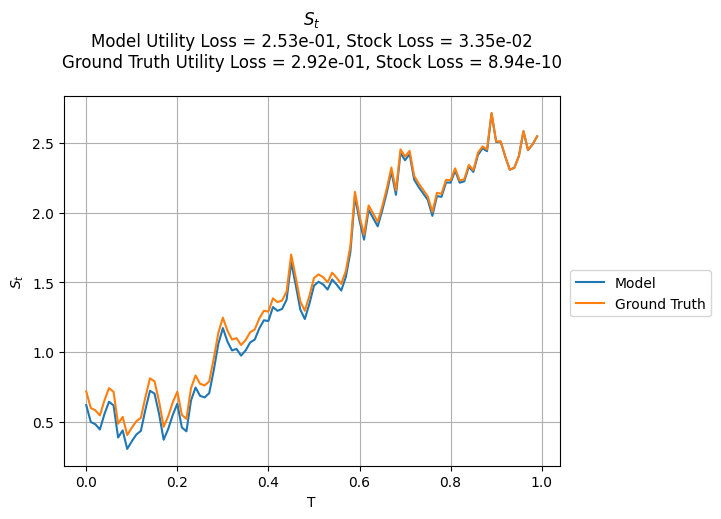 S_t
Model Utility Loss = 2.53e-01, Stock Loss = 3.35e-02
Ground Truth Utility Loss = 2.92e-01, Stock Loss = 8.94e-10
2.5
2.0
1.5
1.0
0.5
S_t
0.0 0.2 0.4 0.6 0.8 1.0
T
Model
Ground Truth